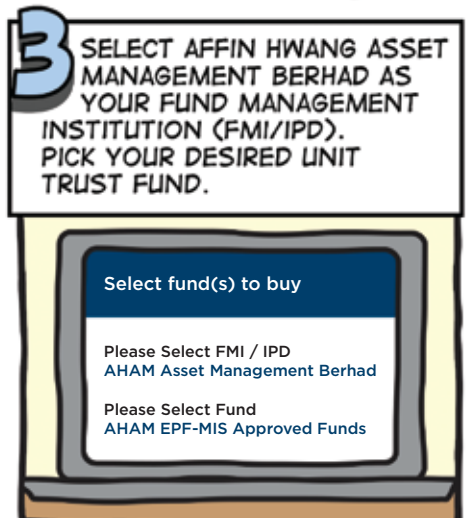 3
SELECT AFFIN HWANG ASSET
MANAGEMENT BERHAD AS
YOUR FUND MANAGEMENT
INSTITUTION (FMI/IPD).
PICK YOUR DESIRED UNIT
TRUST FUND.
Select fund(s) to buy
Please Select FMI / IPD
AHAM Asset Management Berhad
Please Select Fund
AHAM EPF-MIS Approved Funds